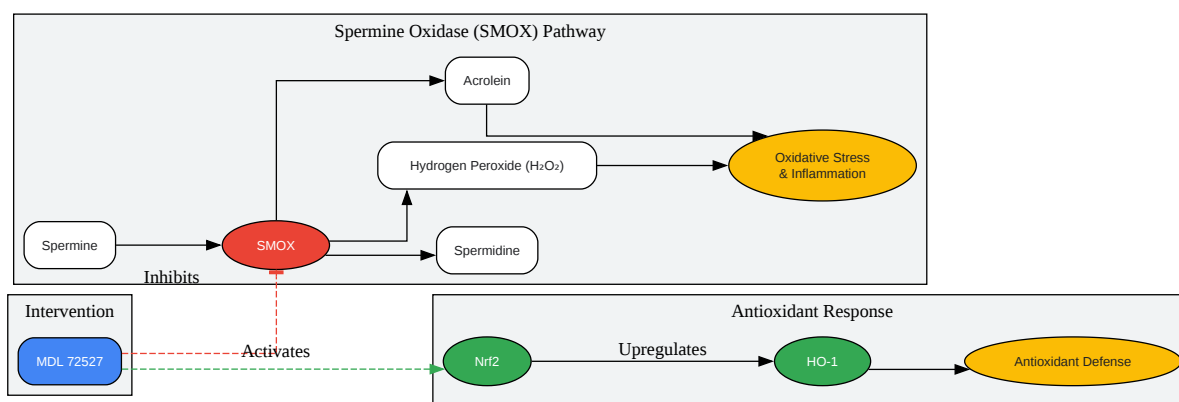 Spermine Oxidase (SMOX) Pathway
Acrolein
Hydrogen Peroxide (H₂O₂)
Oxidative Stress
& Inflammation
Spermine
SMOX
Spermidine
Inhibits
Intervention
MDL 72527
Activates
Antioxidant Response
Nrf2
Upregulates
HO-1
Antioxidant Defense